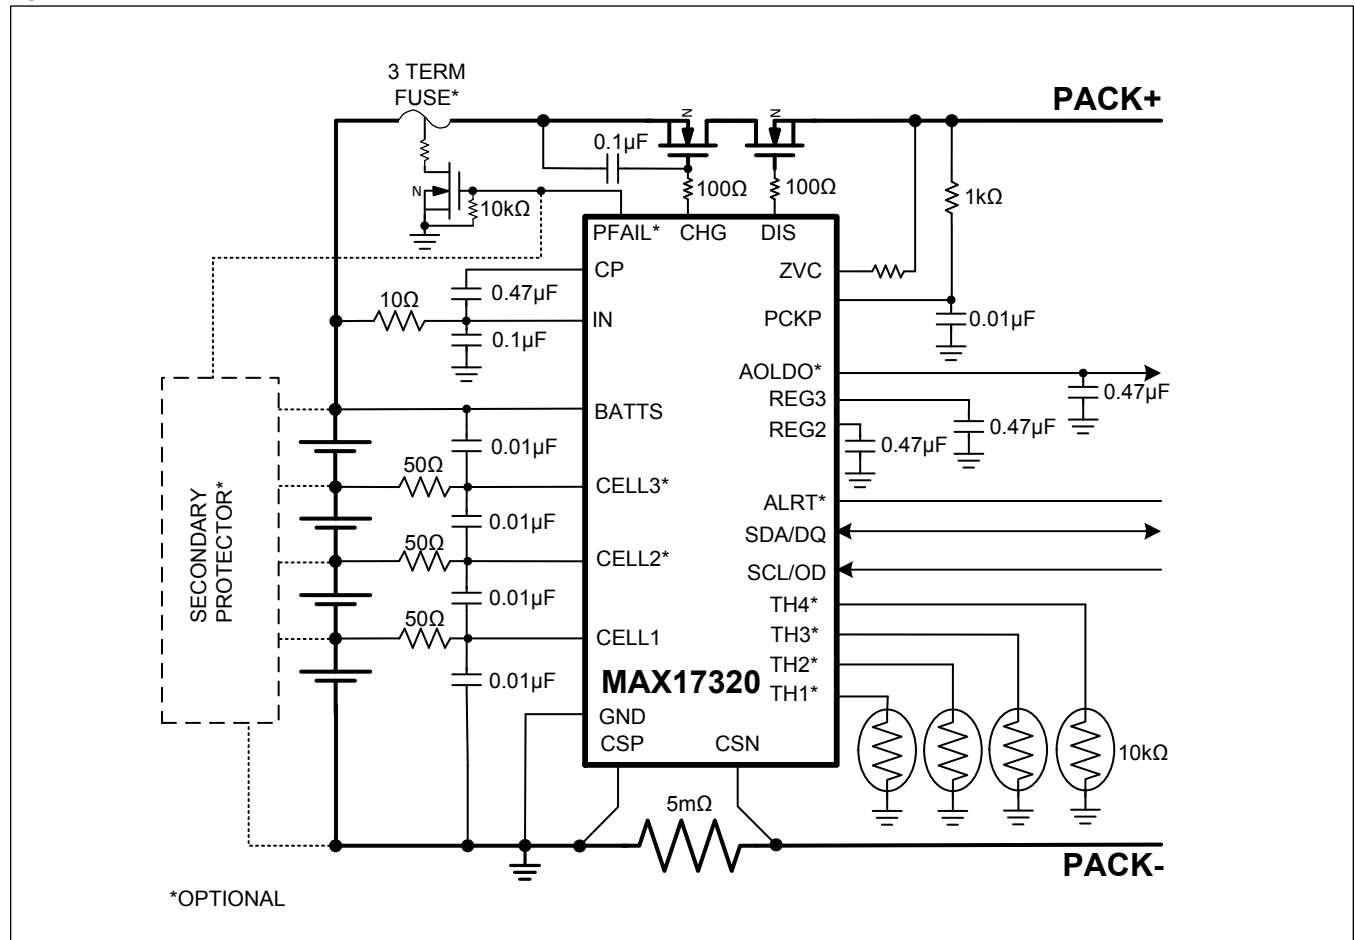 3 TERM
FUSE*
PACK+
N
N
0.1µF
100Ω
100Ω
1kΩ
N
10kΩ
PFAIL*
CHG
DIS
CP
ZVC
0.47µF
10Ω
IN
PCKP
0.01µF
0.1µF
AOLDO*
0.47µF
REG3
BATTS
REG2
0.47µF
0.47µF
0.01µF
50Ω
CELL3*
ALRT*
SECONDARY
PROTECTOR*
0.01µF
SDA/DQ
50Ω
CELL2*
SCL/OD
0.01µF
TH4*
50Ω
CELL1
TH3*
TH2*
0.01µF
MAX17320
TH1*
GND
CSP
CSN
10kΩ
5mΩ
PACK-
*OPTIONAL